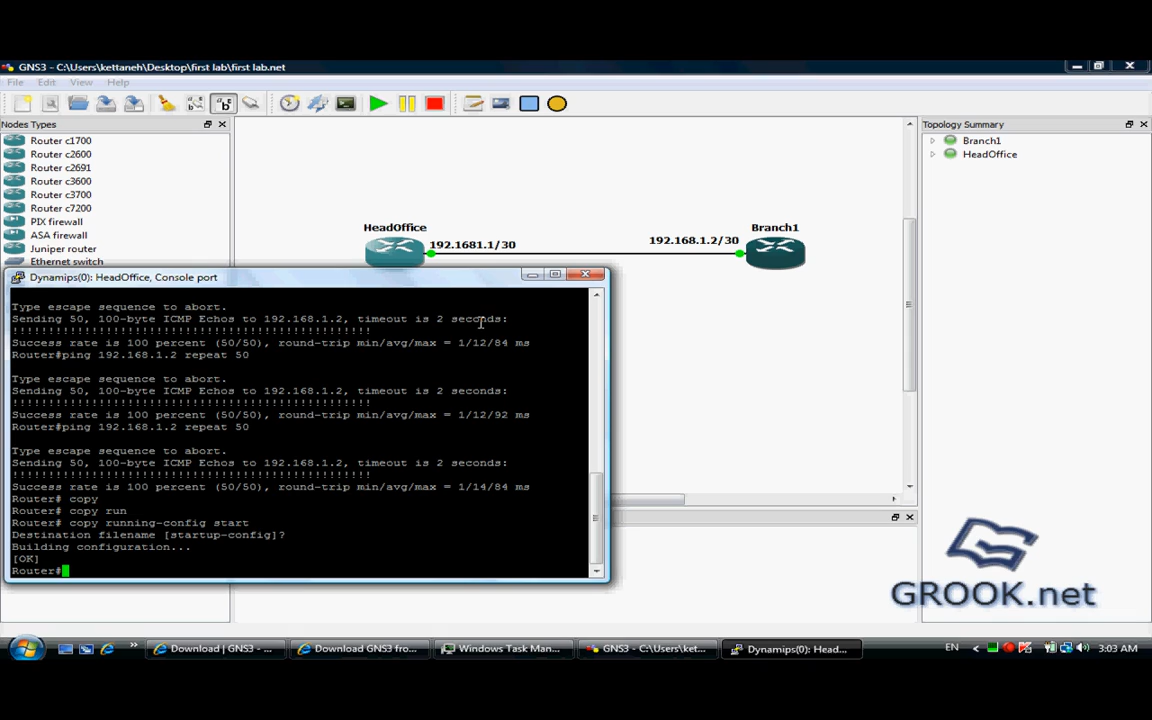 GNS3 - C:\Users\kettaneh\Desktop\first lab\first lab.net
File Edit View Help
Nodes Types
Router c1700
Router c2600
Router c2691
Router c3600
Router c3700
Router c7200
PIX firewall
ASA firewall
Juniper router
Ethernet switch
HeadOffice
192.1681.1/30
192.168.1.2/30
Branch1
Topology Summary
Branch1
HeadOffice
Dynamips(0): HeadOffice, Console port
Type escape sequence to abort.
Sending 50, 100-byte ICMP Echos to 192.168.1.2, timeout is 2 seconds:
!!!!!!!!!!!!!!!!!!!!!!!!!!!!!!!!!!!!!!!!!!!!!!!!!!
Success rate is 100 percent (50/50), round-trip min/avg/max = 1/12/84 ms
Router#ping 192.168.1.2 repeat 50
Type escape sequence to abort.
Sending 50, 100-byte ICMP Echos to 192.168.1.2, timeout is 2 seconds:
!!!!!!!!!!!!!!!!!!!!!!!!!!!!!!!!!!!!!!!!!!!!!!!!!!
Success rate is 100 percent (50/50), round-trip min/avg/max = 1/12/92 ms
Router#ping 192.168.1.2 repeat 50
Type escape sequence to abort.
Sending 50, 100-byte ICMP Echos to 192.168.1.2, timeout is 2 seconds:
!!!!!!!!!!!!!!!!!!!!!!!!!!!!!!!!!!!!!!!!!!!!!!!!!!
Success rate is 100 percent (50/50), round-trip min/avg/max = 1/14/84 ms
Router# copy
Router# copy run
Router# copy running-config start
Destination filename [startup-config]?
Building configuration...
[OK]
Router#
GROOK.net
Download | GNS3 - ...
Download GNS3 fro...
Windows Task Man...
GNS3 - C:\Users\ket...
Dynamips(0): Head...
EN
3:03 AM